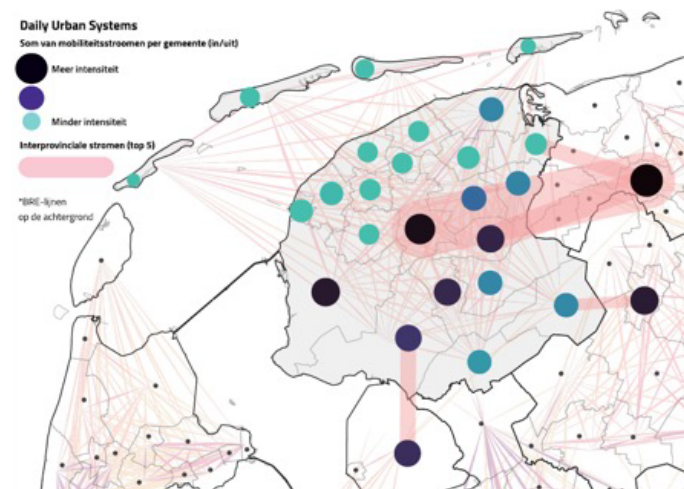 Daily Urban Systems
Som van mobiliteitsstroomen per gemeente (in/uit)
Meer intensiteit
Minder intensiteit
Interprovinciale stromen (top 5)
*BRE-lijnen
op de achtergrond